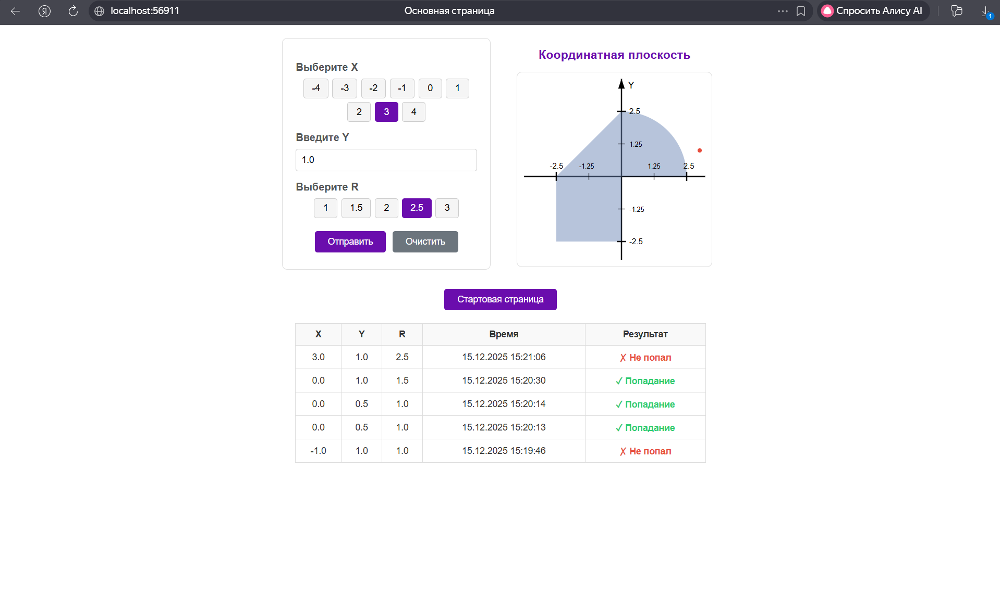 localhost:56911 Основная страница ··· Спросить Алису AI 1
Выберите X
-4 -3 -2 -1 0 1
2 3 4
Введите Y
1.0
Выберите R
1 1.5 2 2.5 3
Отправить Очистить
Координатная плоскость
Y
2.5
1.25
-2.5 -1.25 1.25 2.5
-1.25
-2.5
Стартовая страница
X Y R Время Результат
3.0 1.0 2.5 15.12.2025 15:21:06 ✗ Не попал
0.0 1.0 1.5 15.12.2025 15:20:30 ✓ Попадание
0.0 0.5 1.0 15.12.2025 15:20:14 ✓ Попадание
0.0 0.5 1.0 15.12.2025 15:20:13 ✓ Попадание
-1.0 1.0 1.0 15.12.2025 15:19:46 ✗ Не попал